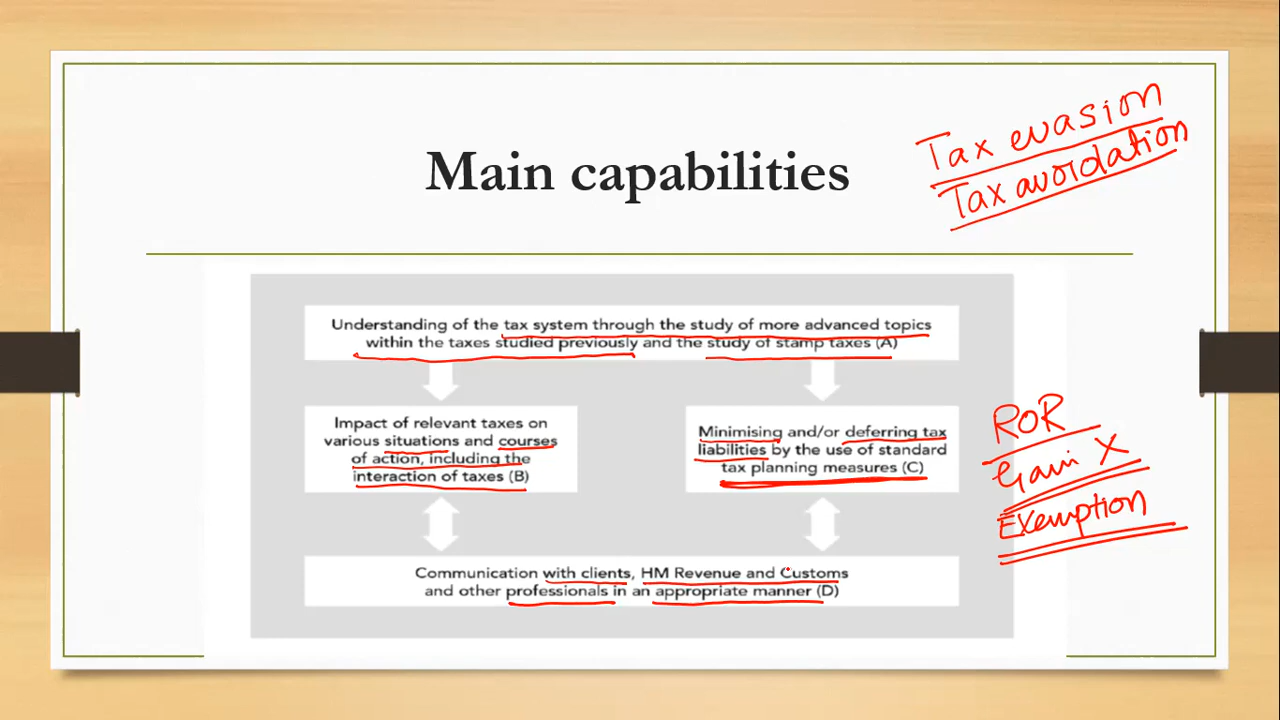 Main capabilities
Tax evasion
Tax avoidation
Understanding of the tax system through the study of more advanced topics
within the taxes studied previously and the study of stamp taxes (A)
Impact of relevant taxes on
various situations and courses
of action, including the
interaction of taxes (B)
Minimising and/or deferring tax
liabilities by the use of standard
tax planning measures (C)
ROR
Gain X
Exemption
Communication with clients, HM Revenue and Customs
and other professionals in an appropriate manner (D)